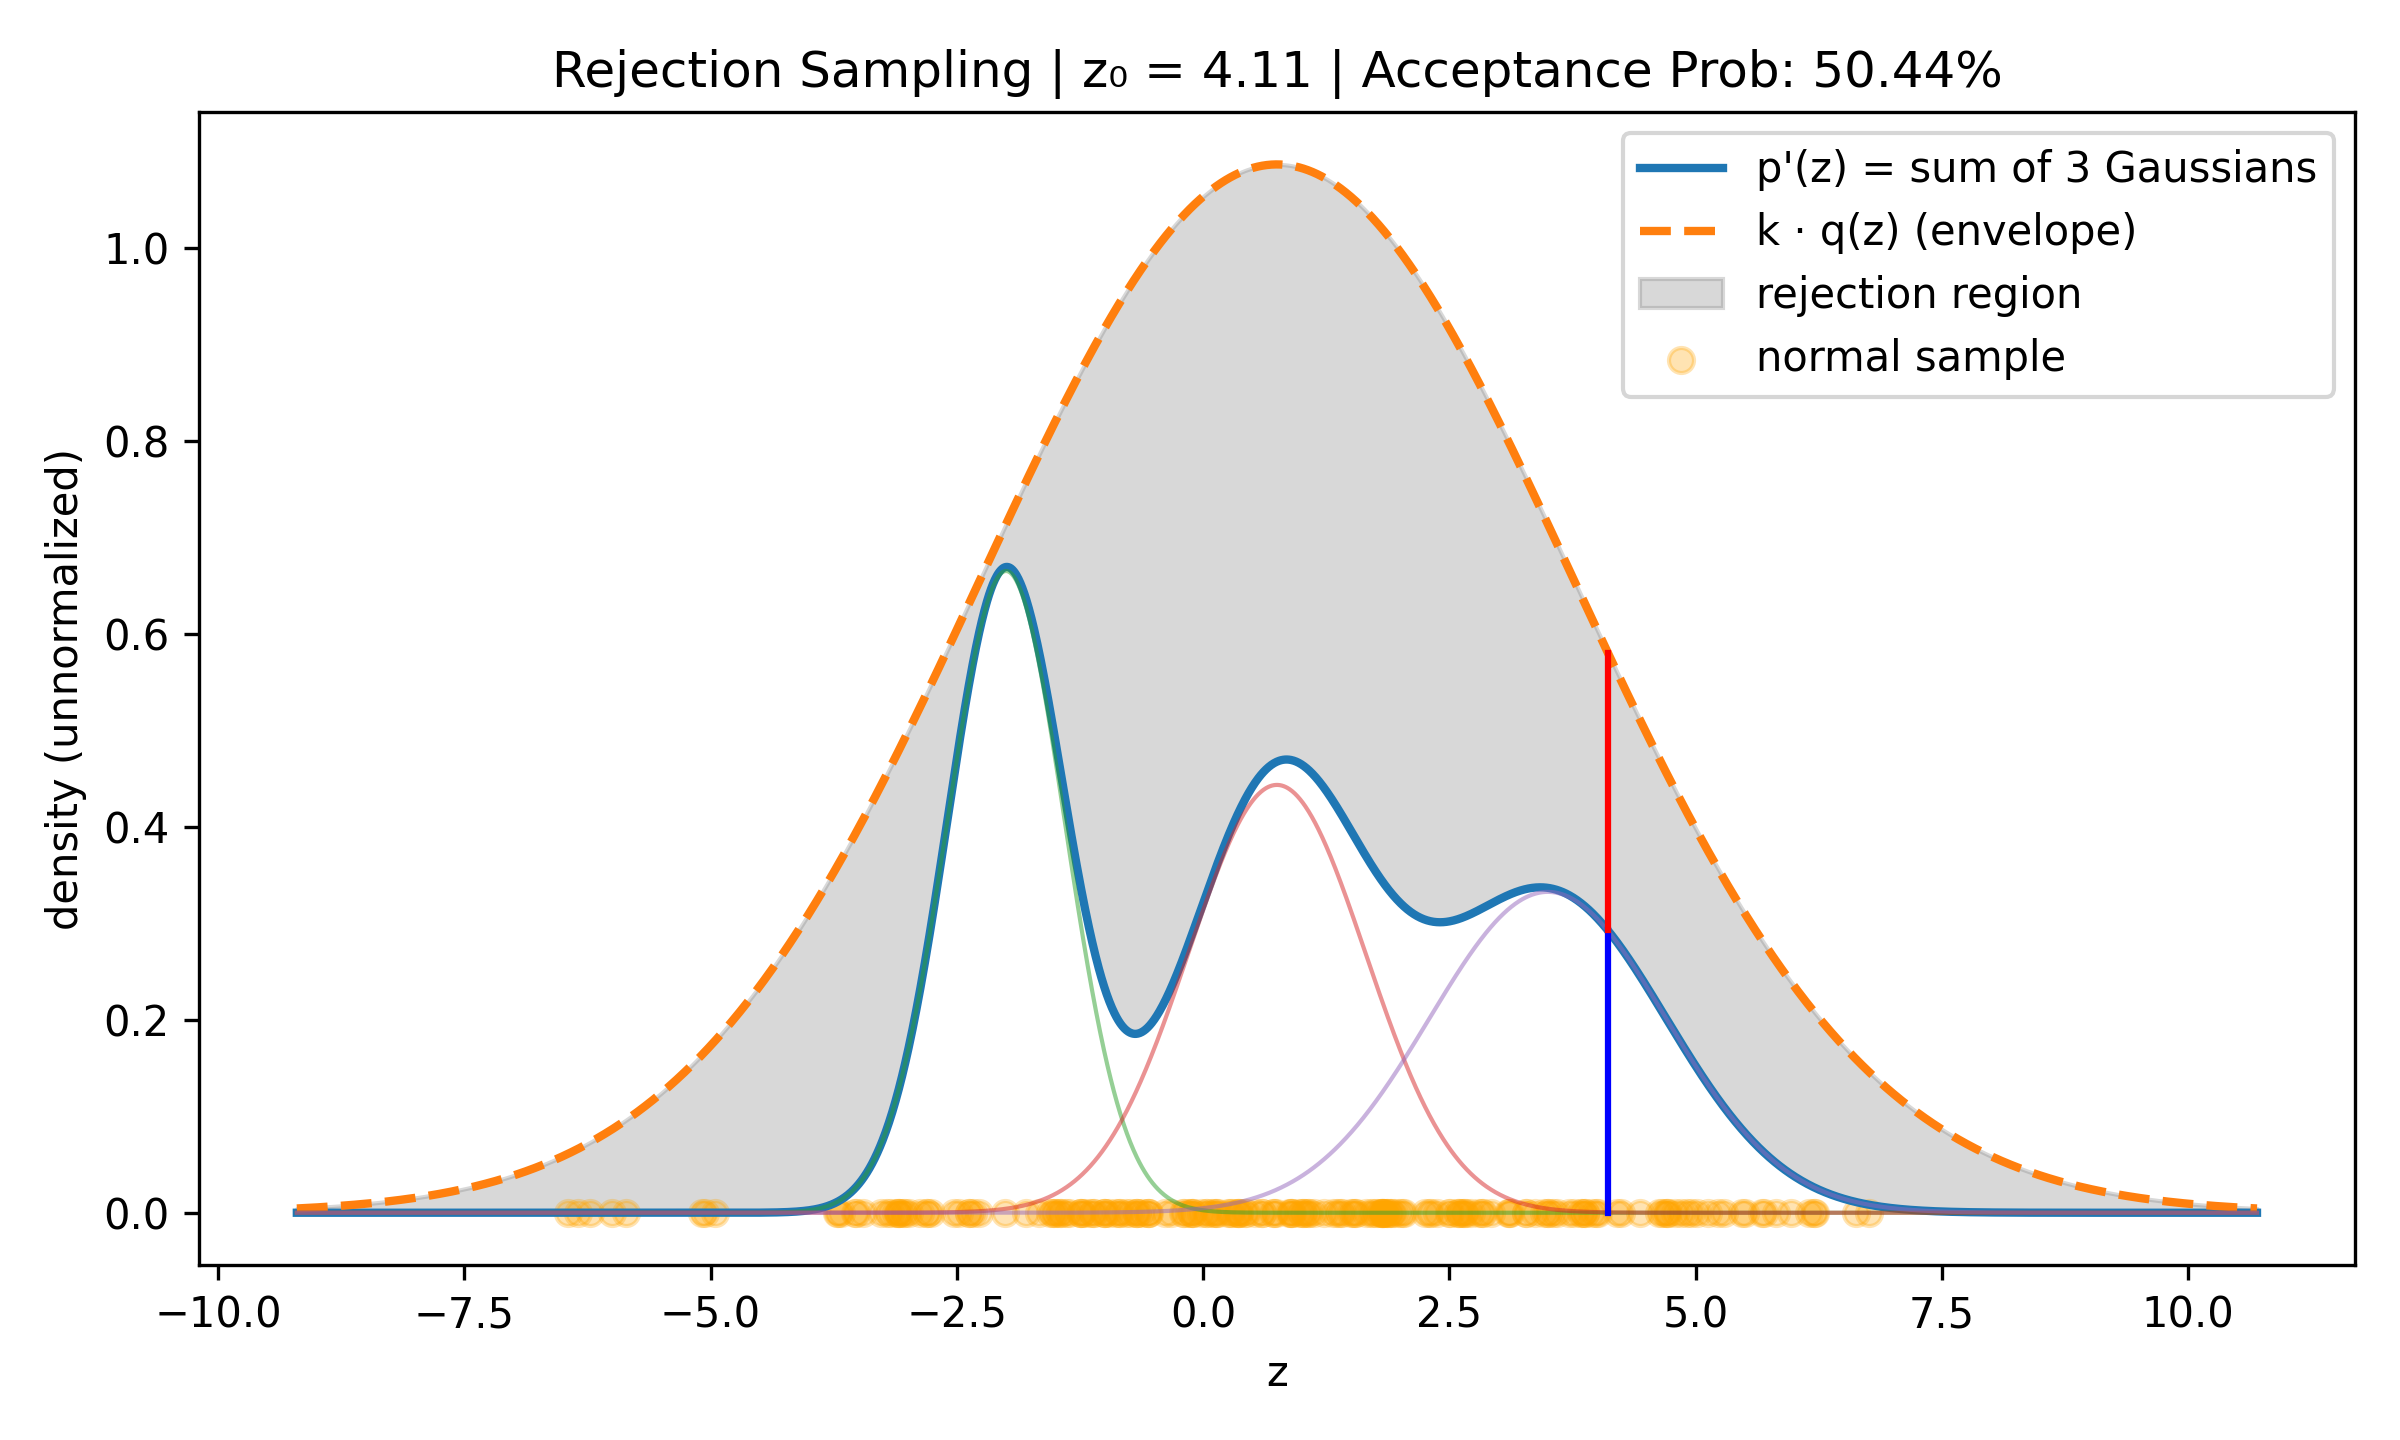 Rejection Sampling | z₀ = 4.11 | Acceptance Prob: 50.44%
p'(z) = sum of 3 Gaussians
k · q(z) (envelope)
rejection region
normal sample
density (unnormalized)
1.0
0.8
0.6
0.4
0.2
0.0
−10.0 −7.5 −5.0 −2.5 0.0 2.5 5.0 7.5 10.0
z